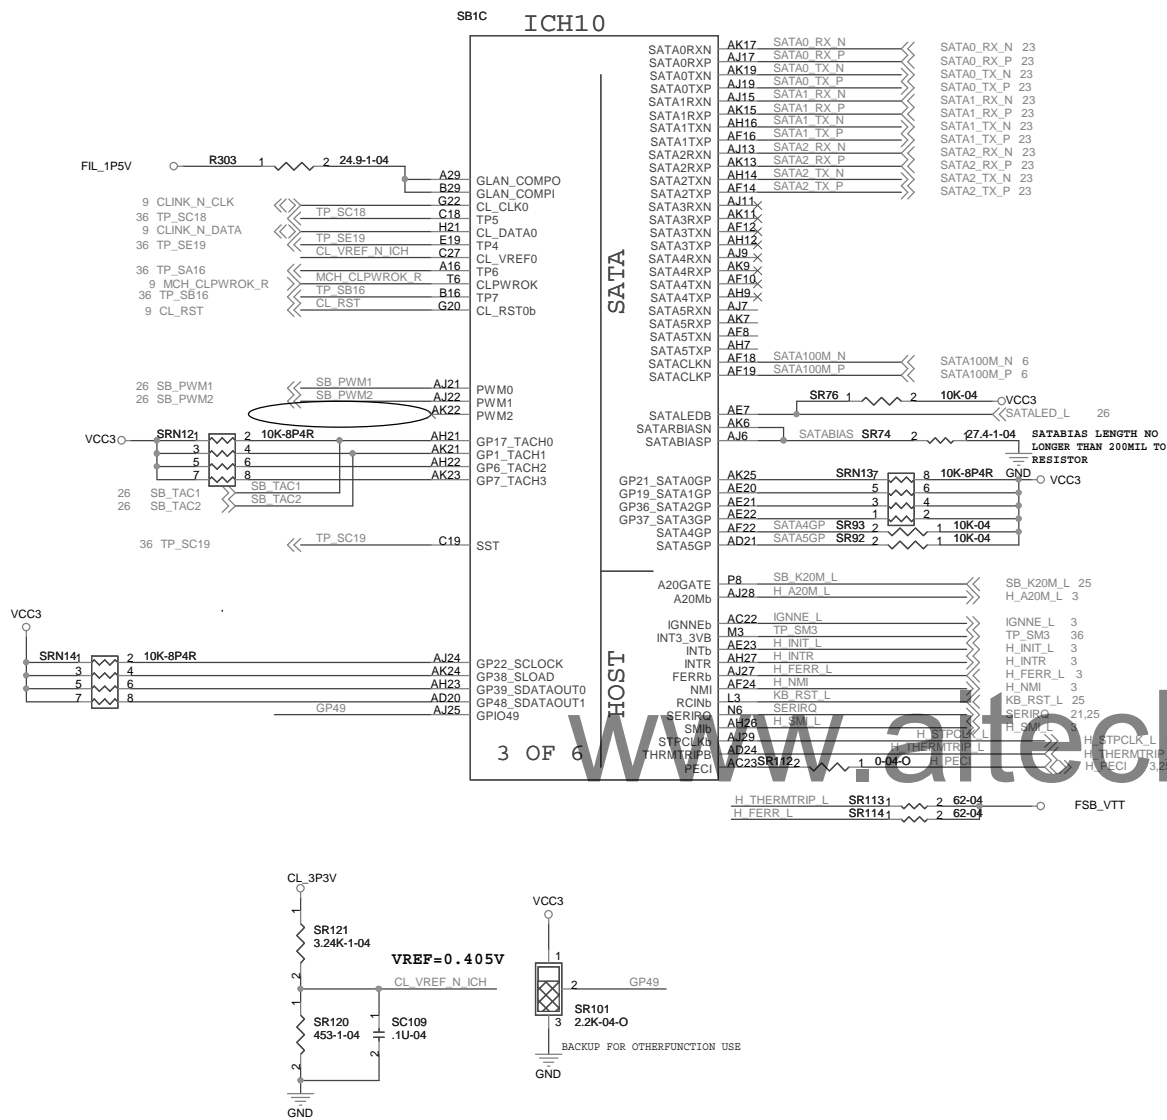 SB1C
ICH10
SATA
HOST
3 OF 6
FIL_1P5V R303 1 2 24.9-1-04
A29 GLAN_COMPO
B29 GLAN_COMPI
9 CLINK_N_CLK G22 CL_CLK0
36 TP_SC18 TP_SC18 C18 TP5
9 CLINK_N_DATA H21 CL_DATA0
36 TP_SE19 TP_SE19 E19 TP4
CL_VREF_N_ICH C27 CL_VREF0
36 TP_SA16 A16 TP6
9 MCH_CLPWROK_R MCH_CLPWROK_R T6 CLPWROK
36 TP_SB16 TP_SB16 B16 TP7
9 CL_RST CL_RST G20 CL_RST0b
26 SB_PWM1 SB_PWM1 AJ21 PWM0
26 SB_PWM2 SB_PWM2 AJ22 PWM1
AK22 PWM2
VCC3 SRN12 1 2 10K-8P4R AH21 GP17_TACH0
3 4 AK21 GP1_TACH1
5 6 AH22 GP6_TACH2
7 8 AK23 GP7_TACH3
26 SB_TAC1 SB_TAC1
26 SB_TAC2 SB_TAC2
36 TP_SC19 TP_SC19 C19 SST
VCC3
SRN14 1 2 10K-8P4R AJ24 GP22_SCLOCK
3 4 AK24 GP38_SLOAD
5 6 AH23 GP39_SDATAOUT0
7 8 AD20 GP48_SDATAOUT1
GP49 AJ25 GPIO49
SATA0RXN AK17 SATA0_RX_N SATA0_RX_N 23
SATA0RXP AJ17 SATA0_RX_P SATA0_RX_P 23
SATA0TXN AK19 SATA0_TX_N SATA0_TX_N 23
SATA0TXP AJ19 SATA0_TX_P SATA0_TX_P 23
SATA1RXN AJ15 SATA1_RX_N SATA1_RX_N 23
SATA1RXP AK15 SATA1_RX_P SATA1_RX_P 23
SATA1TXN AH16 SATA1_TX_N SATA1_TX_N 23
SATA1TXP AF16 SATA1_TX_P SATA1_TX_P 23
SATA2RXN AJ13 SATA2_RX_N SATA2_RX_N 23
SATA2RXP AK13 SATA2_RX_P SATA2_RX_P 23
SATA2TXN AH14 SATA2_TX_N SATA2_TX_N 23
SATA2TXP AF14 SATA2_TX_P SATA2_TX_P 23
SATA3RXN AJ11
SATA3RXP AK11
SATA3TXN AF12
SATA3TXP AH12
SATA4RXN AJ9
SATA4RXP AK9
SATA4TXN AF10
SATA4TXP AH9
SATA5RXN AJ7
SATA5RXP AK7
SATA5TXN AF8
SATA5TXP AH7
SATACLKN AF18 SATA100M_N SATA100M_N 6
SATACLKP AF19 SATA100M_P SATA100M_P 6
SR76 1 2 10K-04 VCC3
SATALEDB AE7 SATALED_L 26
SATARBIASN AK6
SATABIASP AJ6 SATABIAS SR74 2 1 27.4-1-04
SATABIAS LENGTH NO
LONGER THAN 200MIL TO
RESISTOR
GND
GP21_SATA0GP AK25 SRN13 7 8 10K-8P4R VCC3
GP19_SATA1GP AE20 5 6
GP36_SATA2GP AE21 3 4
GP37_SATA3GP AE22 1 2
SATA4GP AF22 SATA4GP SR93 2 1 10K-04
SATA5GP AD21 SATA5GP SR92 2 1 10K-04
A20GATE P8 SB_K20M_L SB_K20M_L 25
A20Mb AJ28 H_A20M_L H_A20M_L 3
IGNNEb AC22 IGNNE_L IGNNE_L 3
INT3_3VB M3 TP_SM3 TP_SM3 36
INTb AE23 H_INIT_L H_INIT_L 3
INTR AH27 H_INTR H_INTR 3
FERRb AJ27 H_FERR_L H_FERR_L 3
NMI AF24 H_NMI H_NMI 3
RCINb L3 KB_RST_L KB_RST_L 25
SERIRQ N6 SERIRQ SERIRQ 21,25
SMIb AH26 H_SMI_L H_SMI_L 3
STPCLKb AJ29 H_STPCLK_L H_STPCLK_L
THRMTRIPB AD24 H_THERMTRIP_L H_THERMTRIP
PECI AC23 SR112 2 1 0-04-O H_PECI H_PECI 3,2
www.aitec
H_THERMTRIP_L SR113 1 2 62-04 FSB_VTT
H_FERR_L SR114 1 2 62-04
CL_3P3V
1
SR121
3.24K-1-04
2
VREF=0.405V
CL_VREF_N_ICH
1
SR120
453-1-04
2
1
SC109
.1U-04
2
GND
VCC3
1
2 GP49
SR101
2.2K-04-O
3
BACKUP FOR OTHERFUNCTION USE
GND